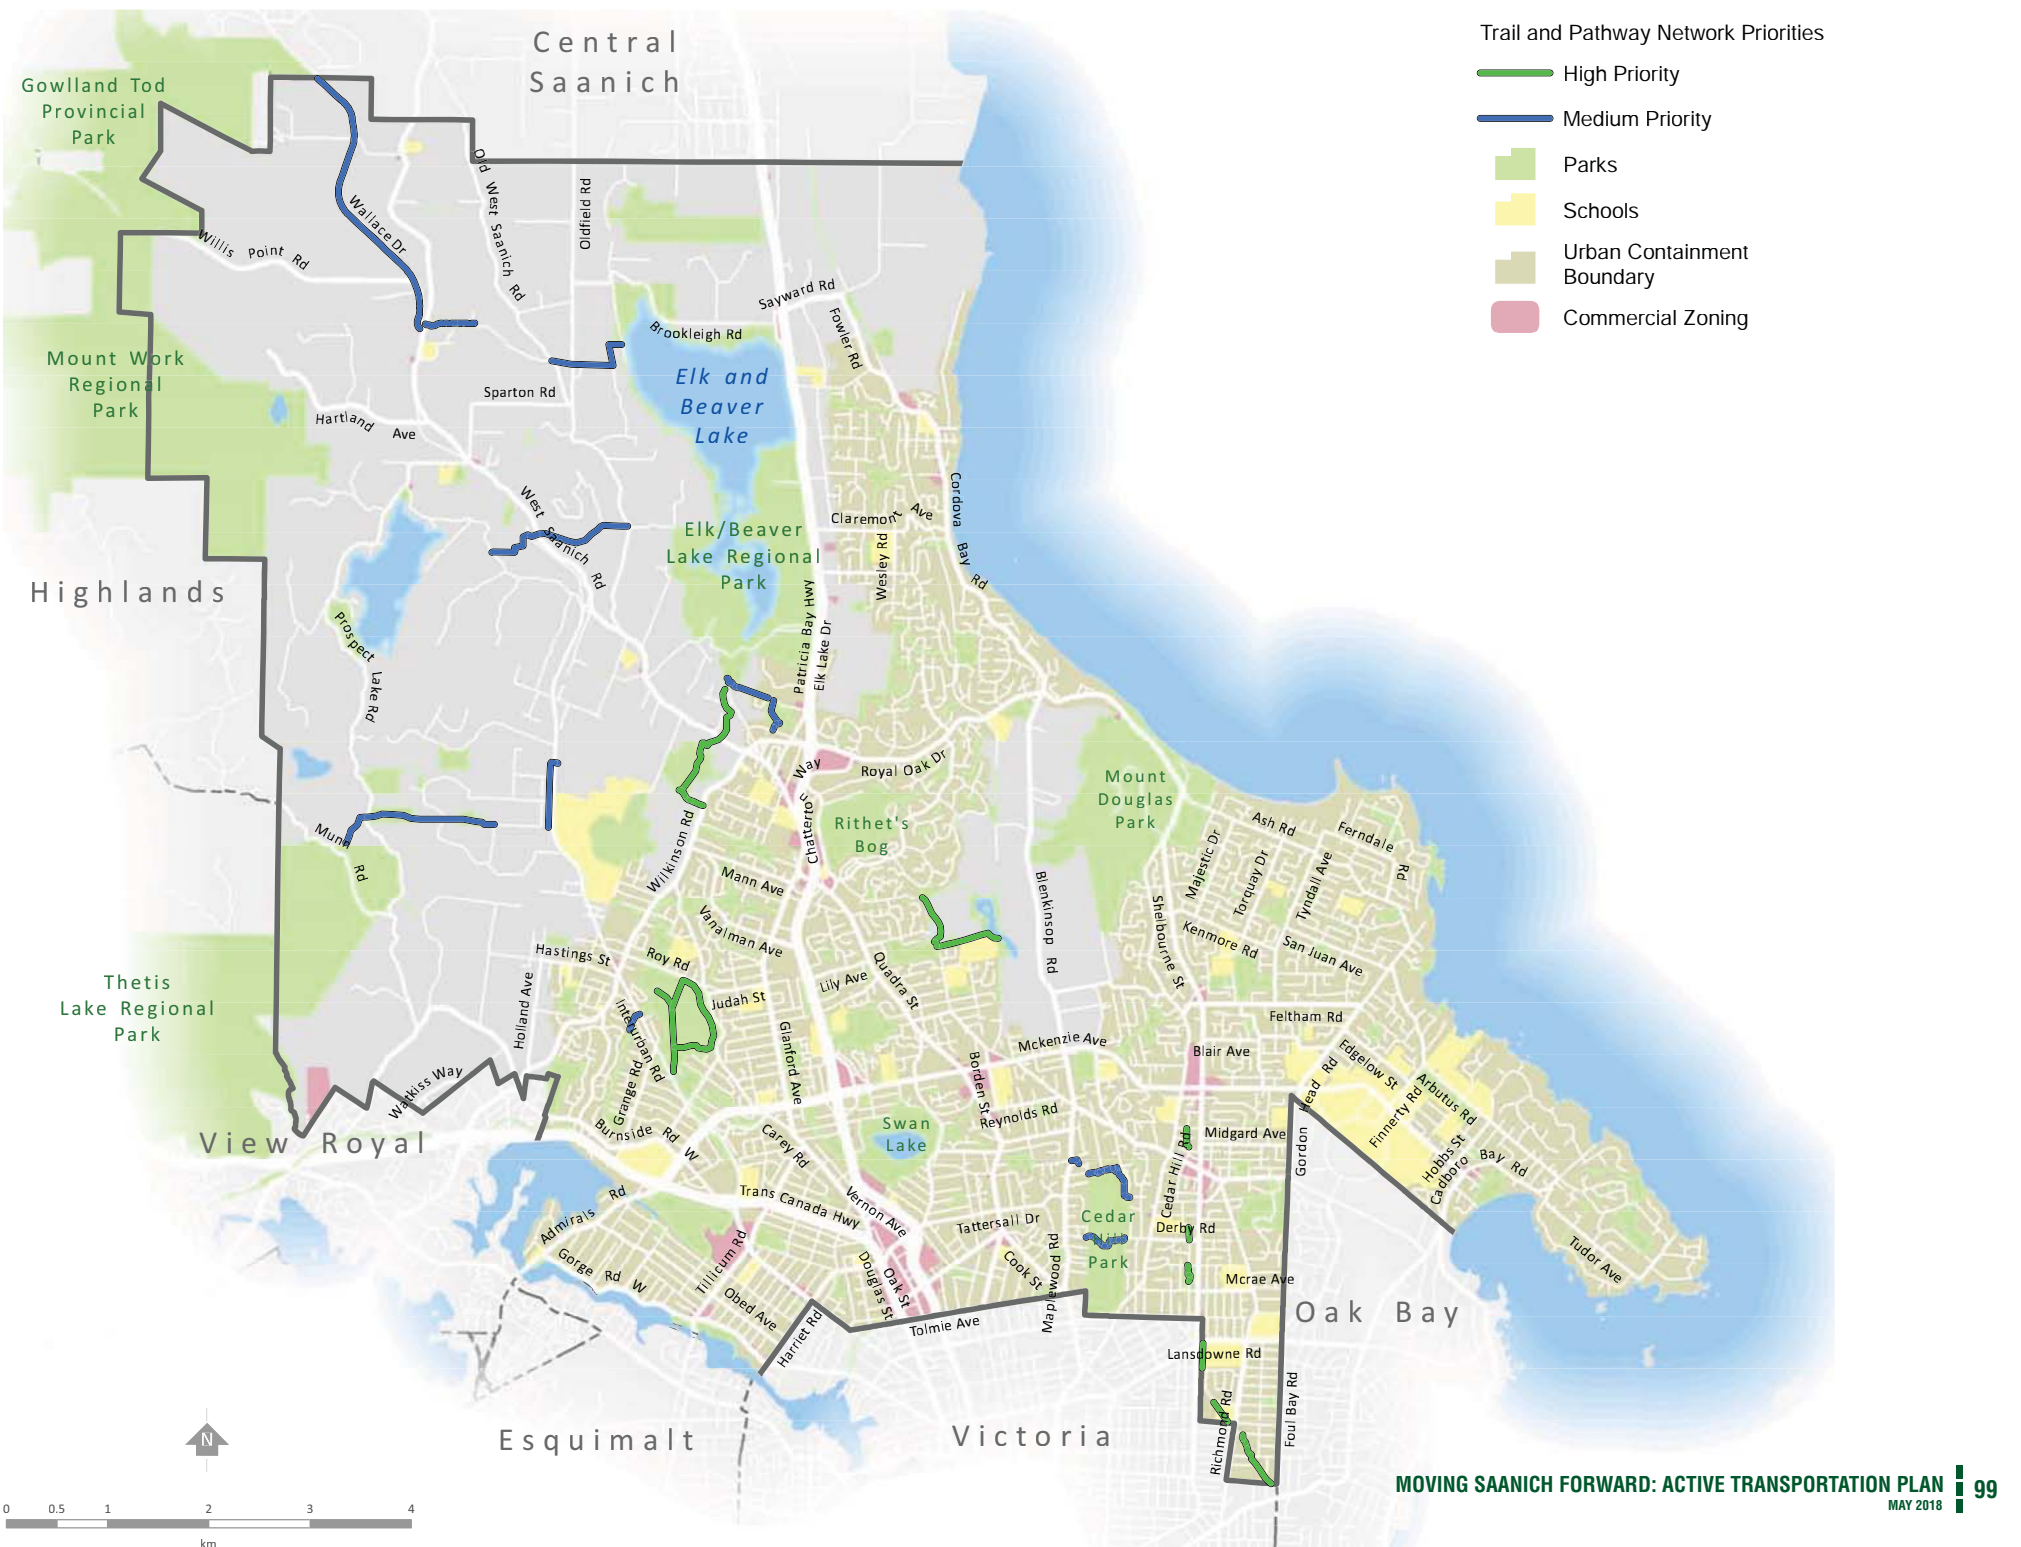 Central
Saanich
Gowlland Tod
Provincial
Park
Trail and Pathway Network Priorities
High Priority
Medium Priority
Parks
Schools
Urban Containment
Boundary
Commercial Zoning
Old West Saanich Rd
Oldfield Rd
Wallace Dr
Willis Point Rd
Sayward Rd
Fowler Rd
Brookleigh Rd
Mount Work
Regional
Park
Elk and
Beaver
Lake
Sparton Rd
Hartland Ave
West Saanich Rd
Cordova Bay Rd
Claremont Ave
Wesley Rd
Elk/Beaver
Lake Regional
Park
Highlands
Prospect Lake Rd
Patricia Bay Hwy
Elk Lake Dr
Royal Oak Dr
Chatterton Way
Mount
Douglas
Park
Rithet's
Bog
Munn Rd
Wilkinson Rd
Mann Ave
Blenkinsop Rd
Ash Rd
Ferndale Rd
Majestic Dr
Torquay Dr
Tyndall Ave
Shelbourne St
Kenmore Rd
San Juan Ave
Vanalman Ave
Hastings St
Roy Rd
Quadra St
Lily Ave
Judah St
Holland Ave
Thetis
Lake Regional
Park
Interurban Rd
Glanford Ave
Feltham Rd
Mckenzie Ave
Blair Ave
Edgelow St
Arbutus Rd
Finnerty Rd
Gordon Head Rd
Borden St
Grange Rd
Watkiss Way
Reynolds Rd
Burnside Rd W
Carey Rd
Swan
Lake
Midgard Ave
Hobbs St
Cadboro Bay Rd
View Royal
Cedar Hill Rd
Trans Canada Hwy
Vernon Ave
Admirals Rd
Tattersall Dr
Cedar
Hill
Park
Derby Rd
Tudor Ave
Gorge Rd W
Tillicum Rd
Douglas St
Oak St
Cook St
Maplewood Rd
Mcrae Ave
Obed Ave
Harriet Rd
Tolmie Ave
Oak Bay
Lansdowne Rd
Richmond Rd
Foul Bay Rd
Esquimalt
Victoria
N
0 0.5 1 2 3 4
km
MOVING SAANICH FORWARD: ACTIVE TRANSPORTATION PLAN
MAY 2018
99